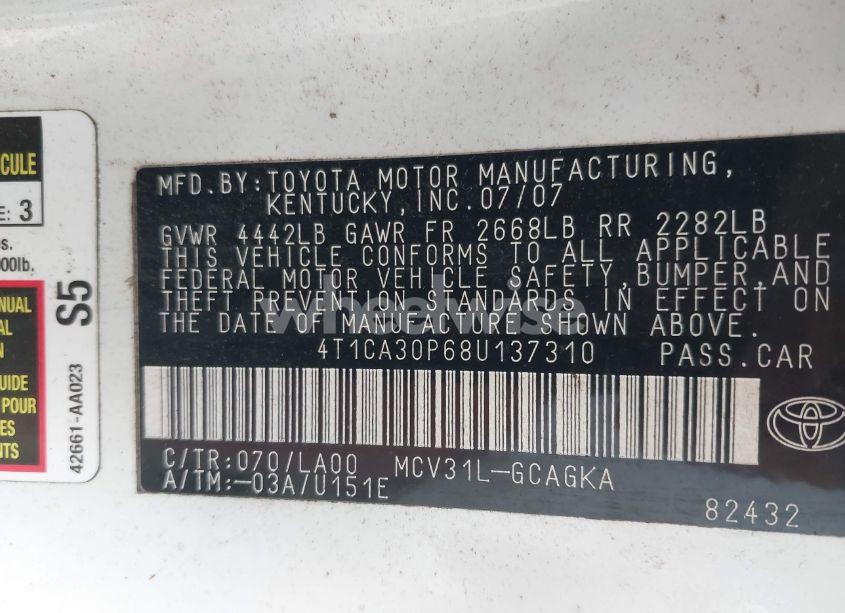 CULE
E: 3
os.
000lb.
NUAL
AL
N
UIDE
POUR
ES
NTS
S5
42661-AA023
MFD.BY:TOYOTA MOTOR MANUFACTURING,
KENTUCKY,INC.07/07
GVWR 4442LB GAWR FR 2668LB RR 2282LB
THIS VEHICLE CONFORMS TO ALL APPLICABLE
FEDERAL MOTOR VEHICLE SAFETY,BUMPER,AND
THEFT PREVENTION STANDARDS IN EFFECT ON
THE DATE OF MANUFACTURE SHOWN ABOVE.
4T1CA30P68U137310 PASS.CAR
C/TR:070/LA00 MCV31L-GCAGKA
A/TM:-03A/U151E
82432
wheelwise